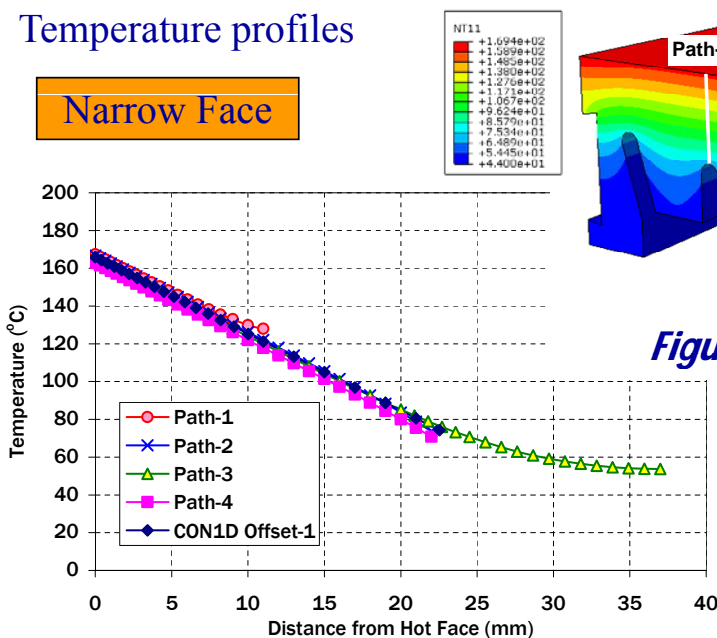 Temperature profiles
Narrow Face
NT11
+1.694e+02
+1.589e+02
+1.485e+02
+1.380e+02
+1.276e+02
+1.171e+02
+1.067e+02
+9.624e+01
+8.579e+01
+7.534e+01
+6.489e+01
+5.445e+01
+4.400e+01
Path-
Figu
Temperature (°C)
200
180
160
140
120
100
80
60
40
20
0
Path-1
Path-2
Path-3
Path-4
CON1D Offset-1
0 5 10 15 20 25 30 35 40
Distance from Hot Face (mm)